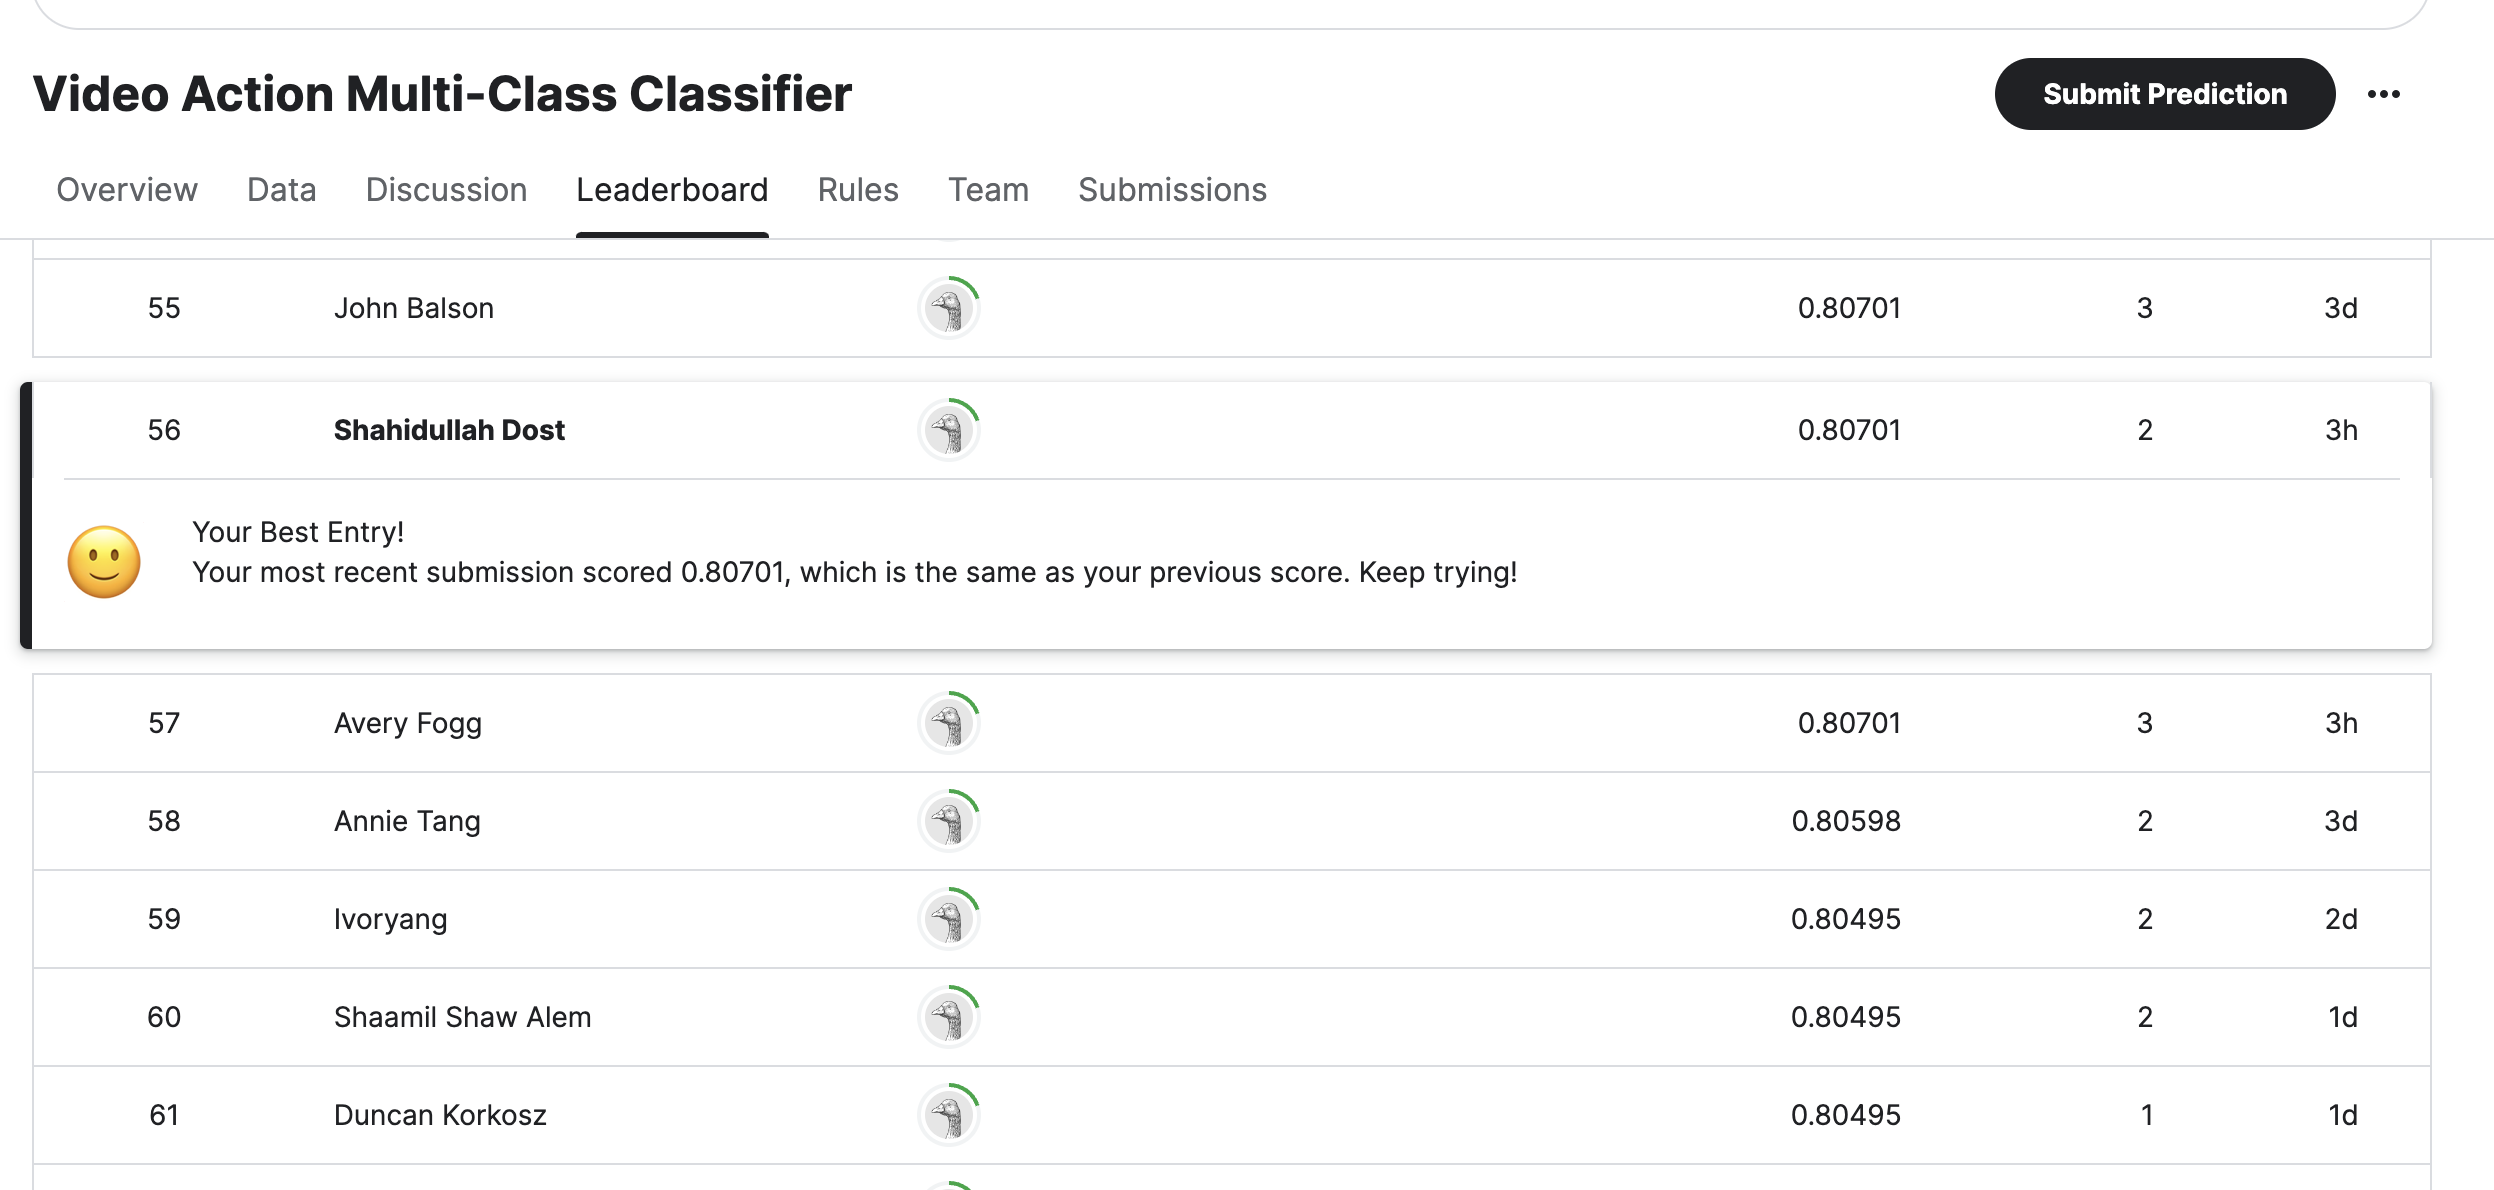 Video Action Multi-Class Classifier
Submit Prediction
Overview Data Discussion Leaderboard Rules Team Submissions
55 John Balson 0.80701 3 3d
56 Shahidullah Dost 0.80701 2 3h
Your Best Entry!
Your most recent submission scored 0.80701, which is the same as your previous score. Keep trying!
57 Avery Fogg 0.80701 3 3h
58 Annie Tang 0.80598 2 3d
59 Ivoryang 0.80495 2 2d
60 Shaamil Shaw Alem 0.80495 2 1d
61 Duncan Korkosz 0.80495 1 1d